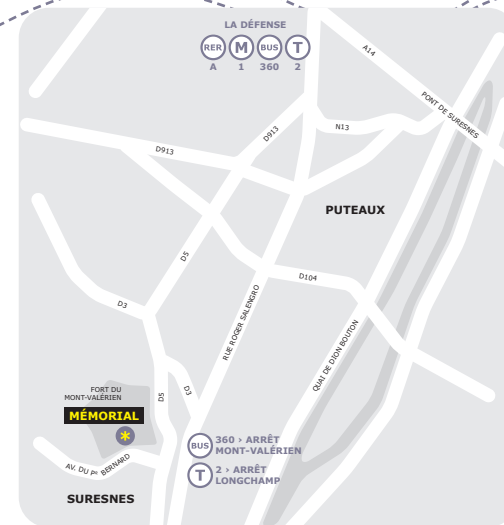 LA DÉFENSE
RER M BUS T
A 1 360 2
A14
PONT DE SURESNES
N13
D913
D913
PUTEAUX
D5
D104
D3
RUE ROGER SALENGRO
QUAI DE DION BOUTON
FORT DU
MONT-VALÉRIEN
MÉMORIAL
*
D5
D3
AV. DU Pr BERNARD
BUS 360 › ARRÊT
MONT-VALÉRIEN
T 2 › ARRÊT
LONGCHAMP
SURESNES